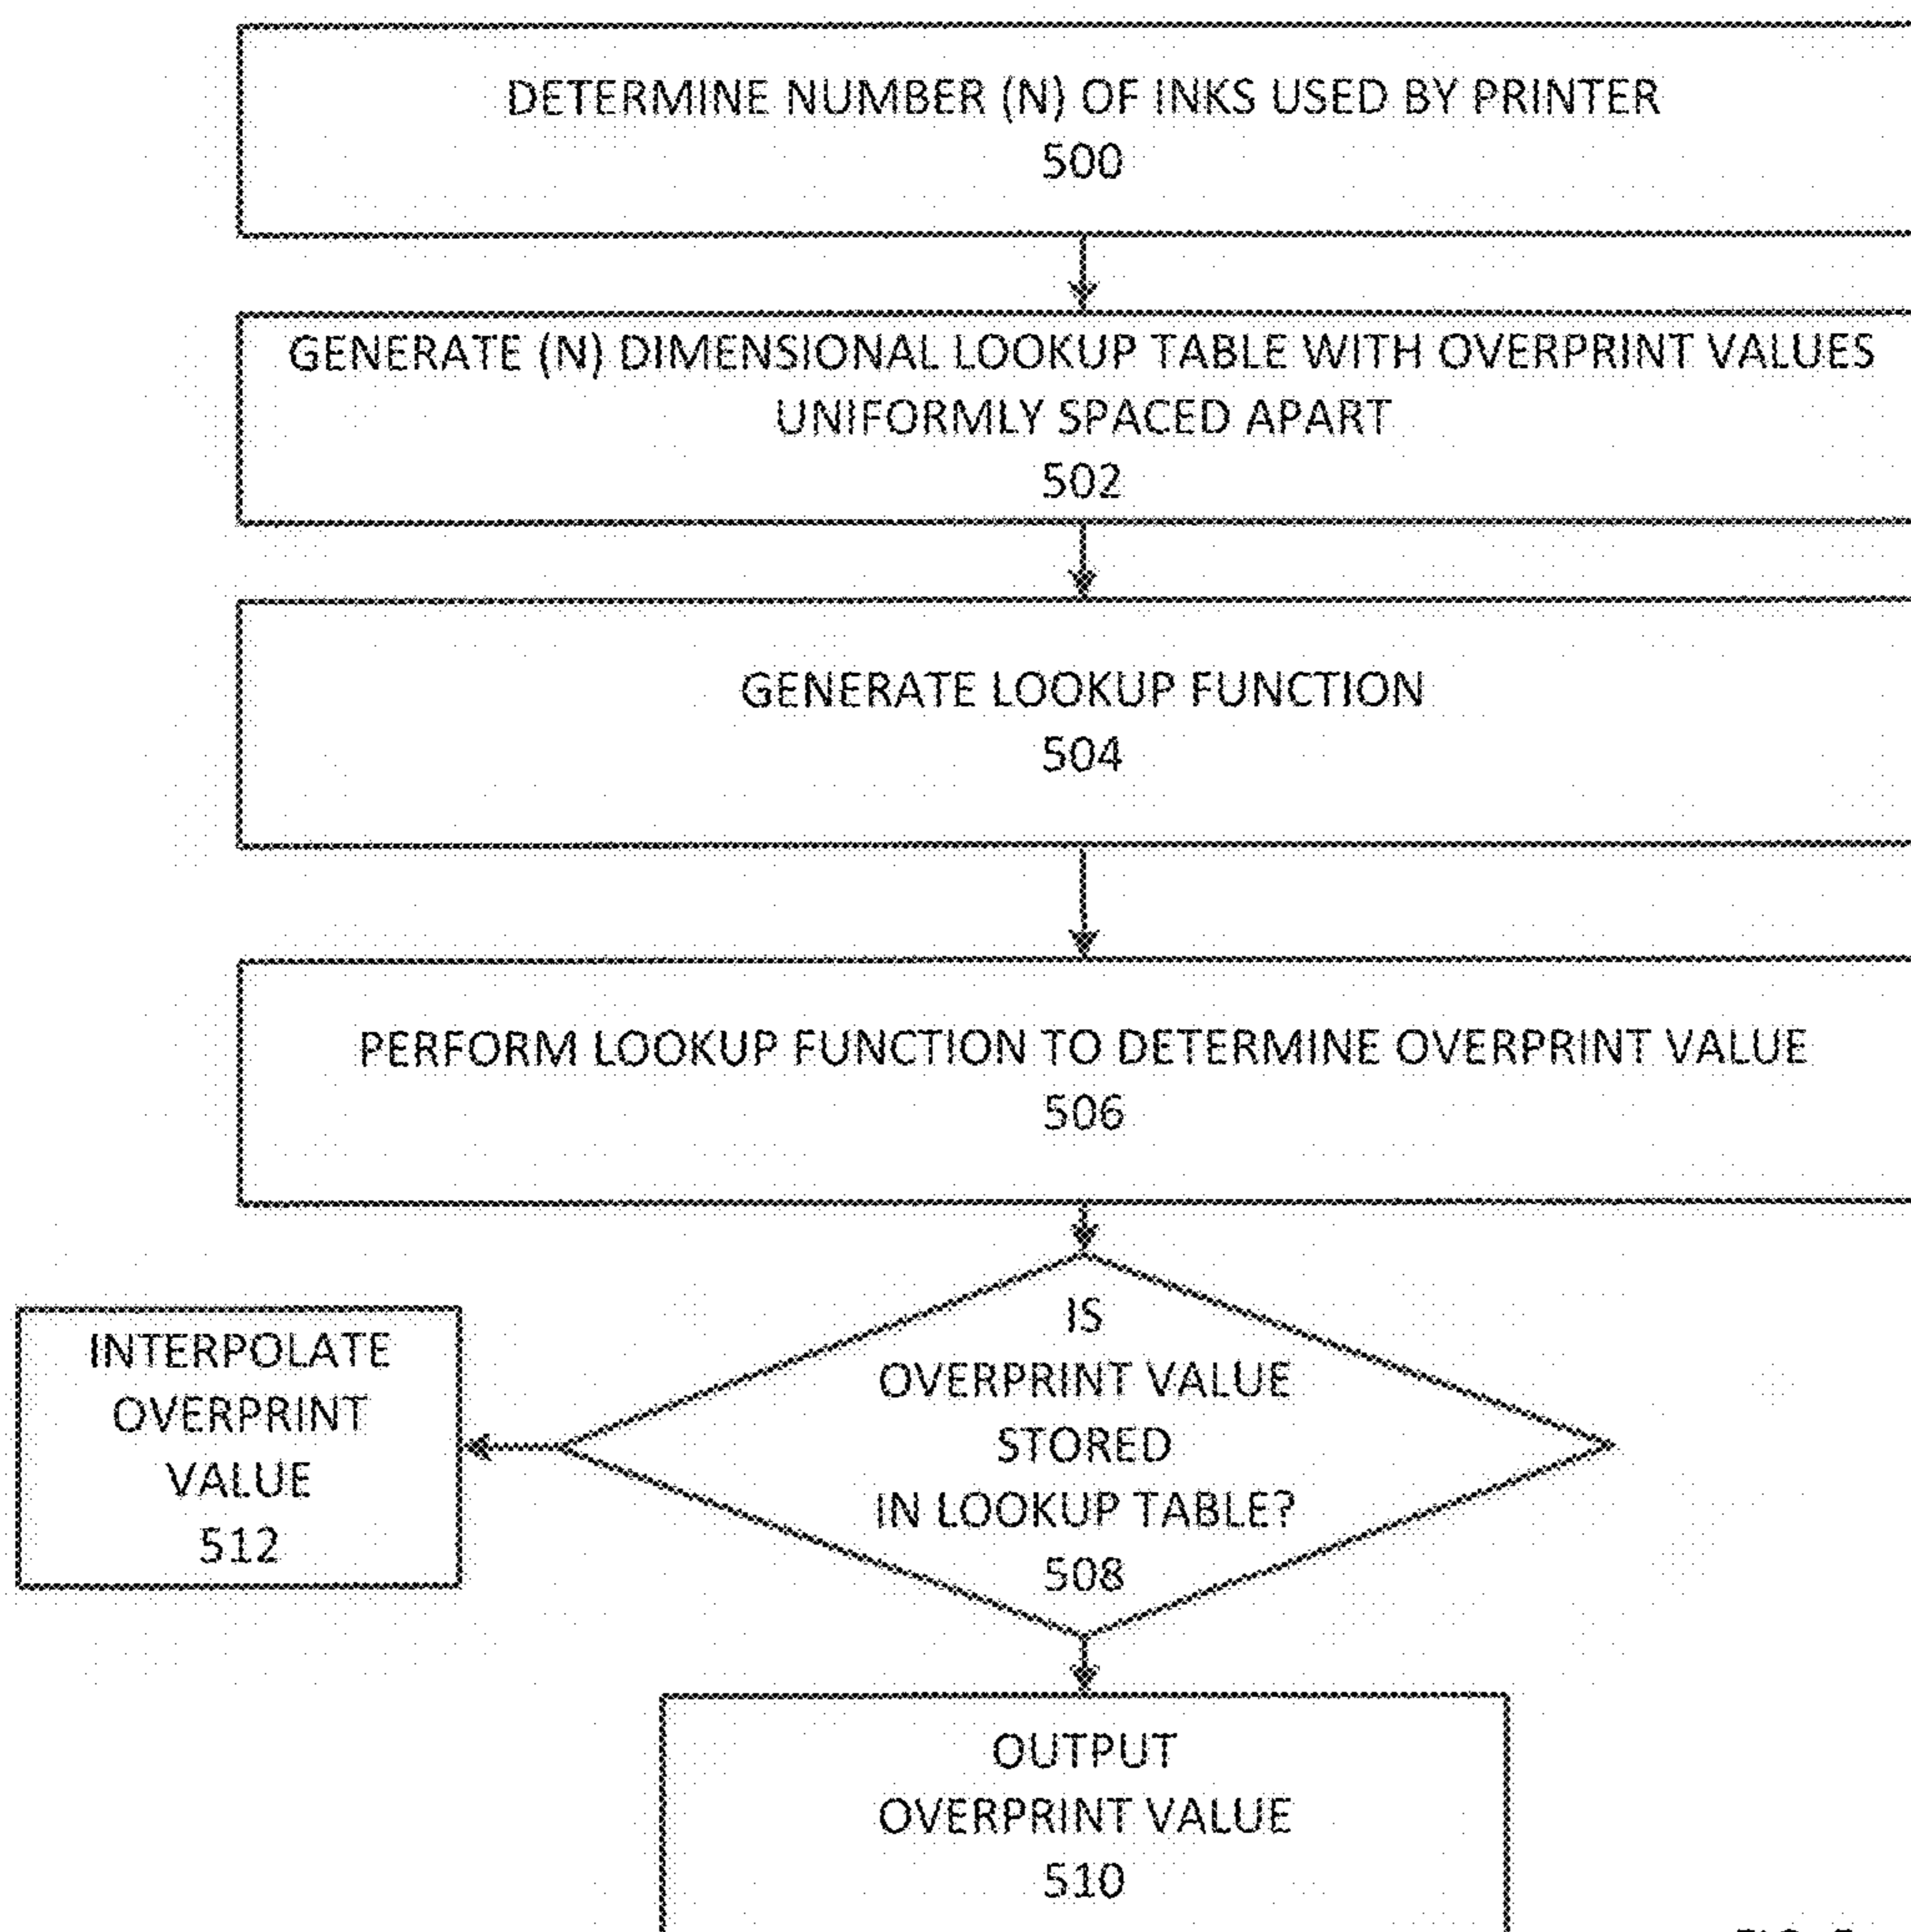 DETERMINE NUMBER (N) OF INKS USED BY PRINTER
500
GENERATE (N) DIMENSIONAL LOOKUP TABLE WITH OVERPRINT VALUES
UNIFORMLY SPACED APART
502
GENERATE LOOKUP FUNCTION
504
PERFORM LOOKUP FUNCTION TO DETERMINE OVERPRINT VALUE
506
IS
OVERPRINT VALUE
STORED
IN LOOKUP TABLE?
508
INTERPOLATE
OVERPRINT
VALUE
512
OUTPUT
OVERPRINT VALUE
510